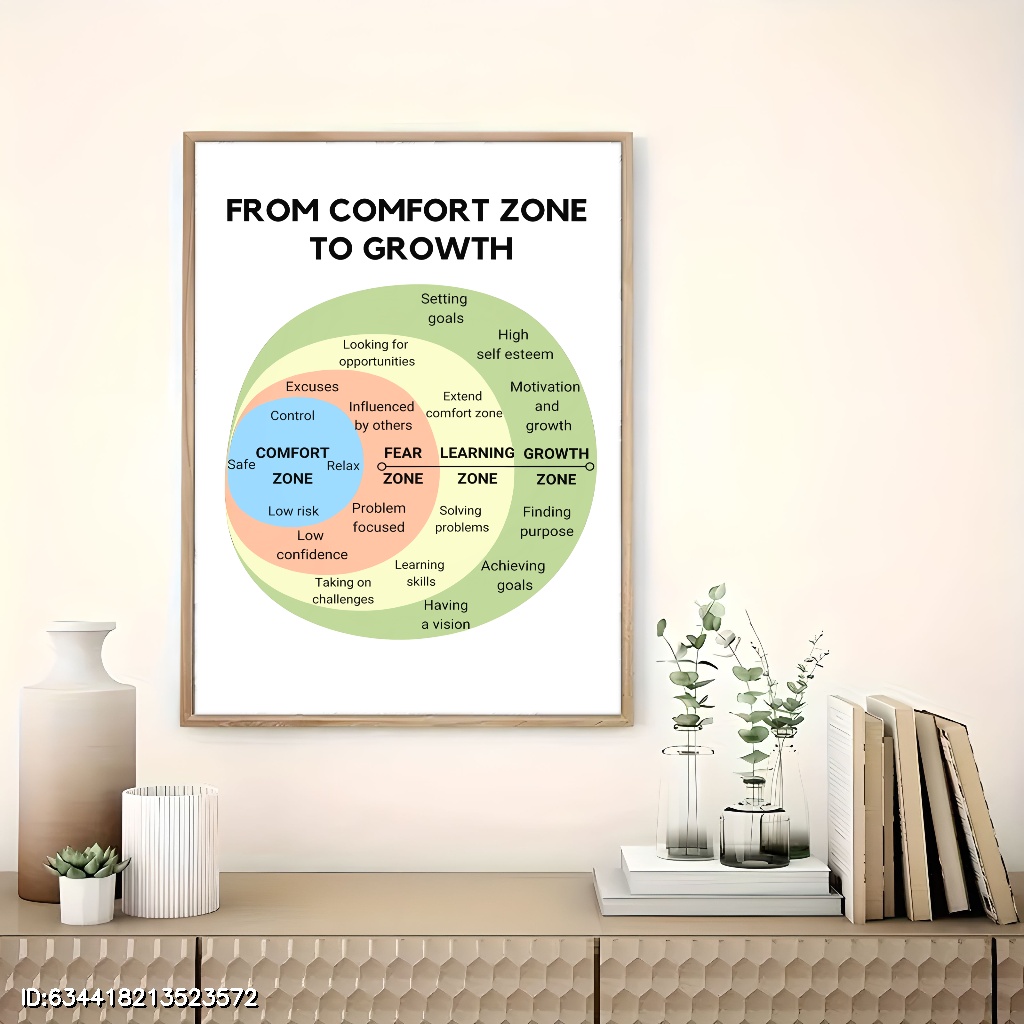 FROM COMFORT ZONE
TO GROWTH
Setting
goals
High
self esteem
Looking for
opportunities
Excuses
Motivation
and
growth
Extend
comfort zone
Influenced
by others
Control
COMFORT
ZONE
Safe
Relax
FEAR
ZONE
LEARNING
ZONE
GROWTH
ZONE
Low risk
Problem
focused
Solving
problems
Finding
purpose
Low
confidence
Learning
skills
Achieving
goals
Taking on
challenges
Having
a vision
ID:634418213523572